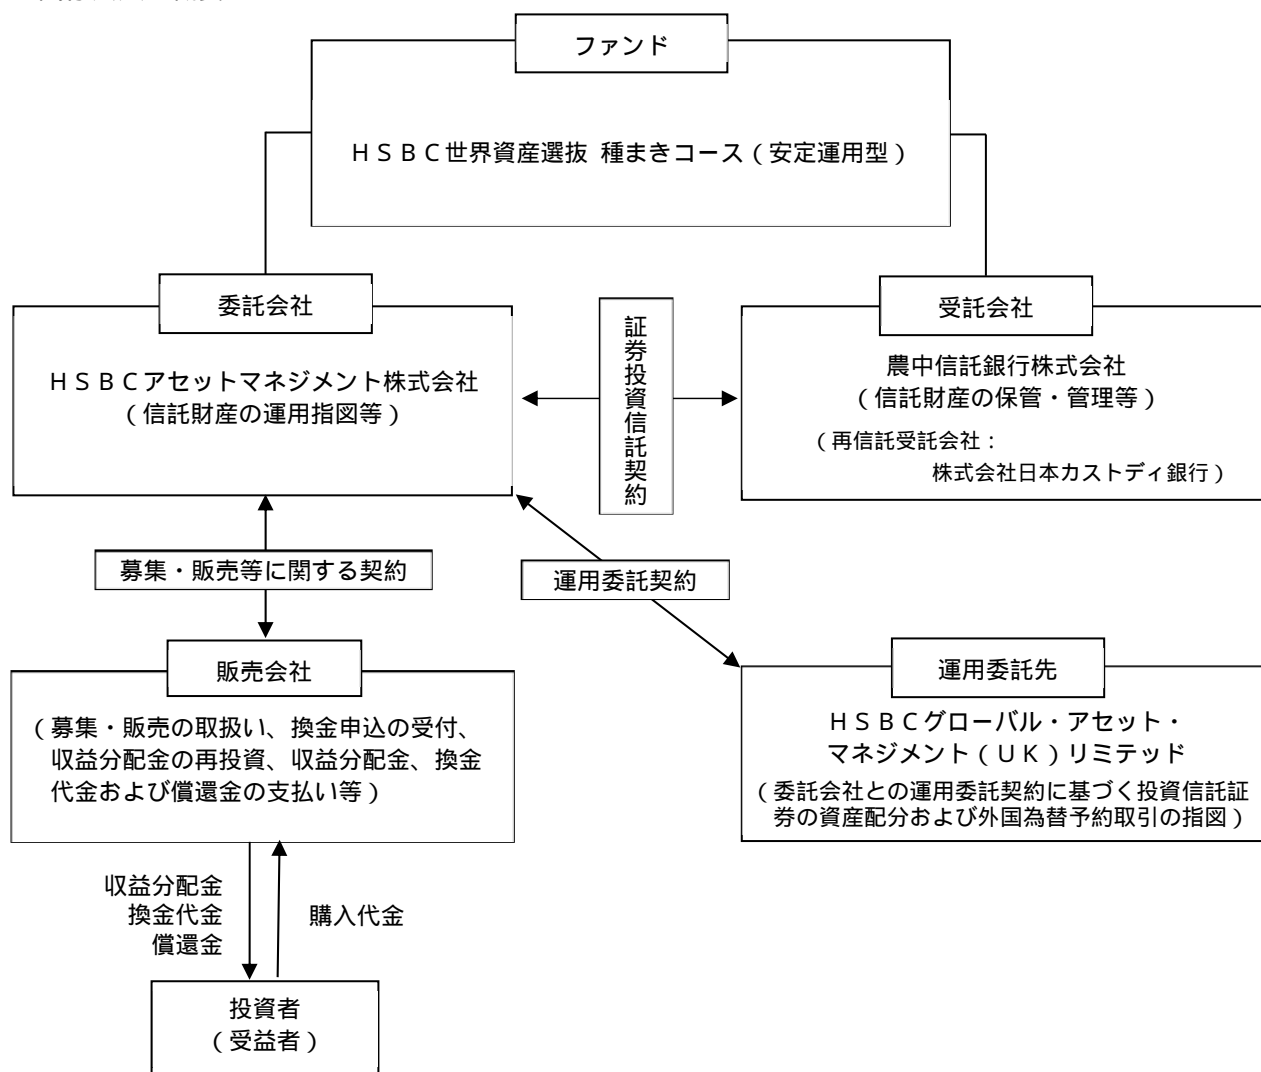 ファンド
ＨＳＢＣ世界資産選抜 種まきコース（安定運用型）
委託会社
ＨＳＢＣアセットマネジメント株式会社
（信託財産の運用指図等）
証券投資信託契約
受託会社
農中信託銀行株式会社
（信託財産の保管・管理等）
（再信託受託会社：
株式会社日本カストディ銀行）
募集・販売等に関する契約
運用委託契約
販売会社
（募集・販売の取扱い、換金申込の受付、
収益分配金の再投資、収益分配金、換金
代金および償還金の支払い等）
運用委託先
ＨＳＢＣグローバル・アセット・
マネジメント（ＵＫ）リミテッド
（委託会社との運用委託契約に基づく投資信託証
券の資産配分および外国為替予約取引の指図）
収益分配金
換金代金
償還金
購入代金
投資者
（受益者）